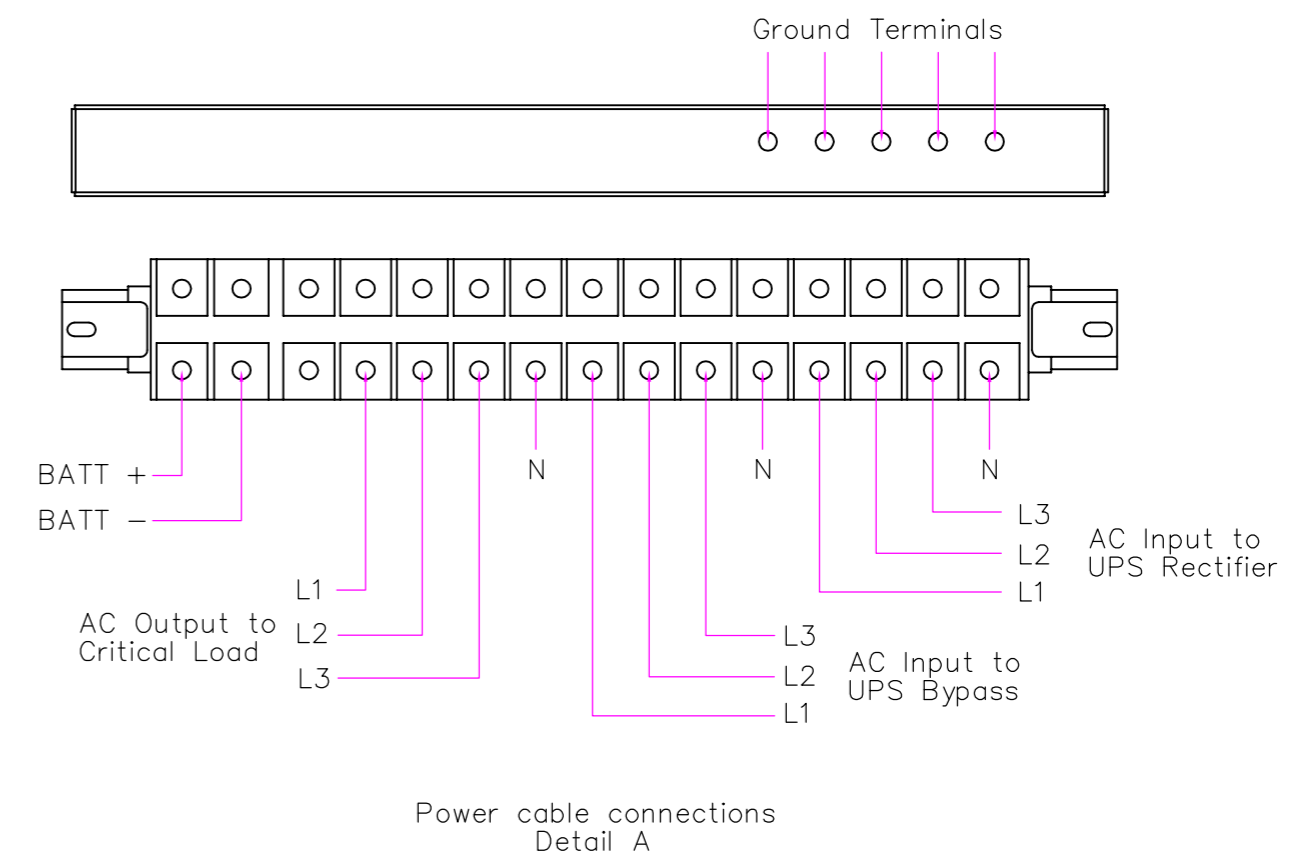 Ground Terminals
BATT +
BATT -
N
N
N
L3
L2
L1
AC Input to
UPS Rectifier
L1
L2
L3
AC Output to
Critical Load
L3
L2
L1
AC Input to
UPS Bypass
Power cable connections
Detail A